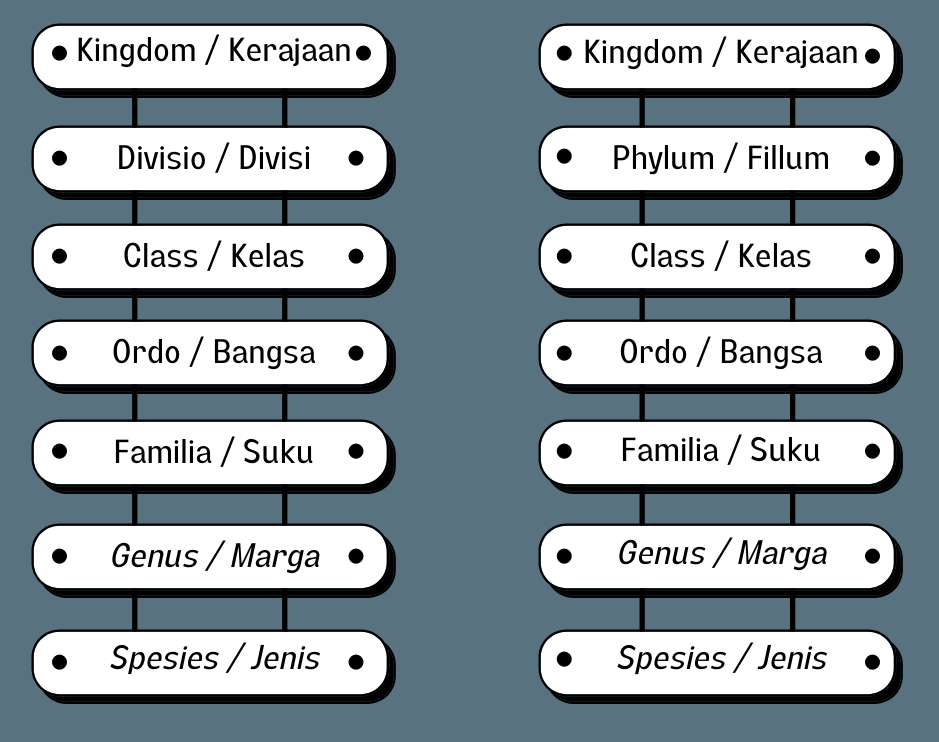 Kingdom / Kerajaan
Divisio / Divisi
Class / Kelas
Ordo / Bangsa
Familia / Suku
Genus / Marga
Spesies / Jenis
Kingdom / Kerajaan
Phylum / Fillum
Class / Kelas
Ordo / Bangsa
Familia / Suku
Genus / Marga
Spesies / Jenis